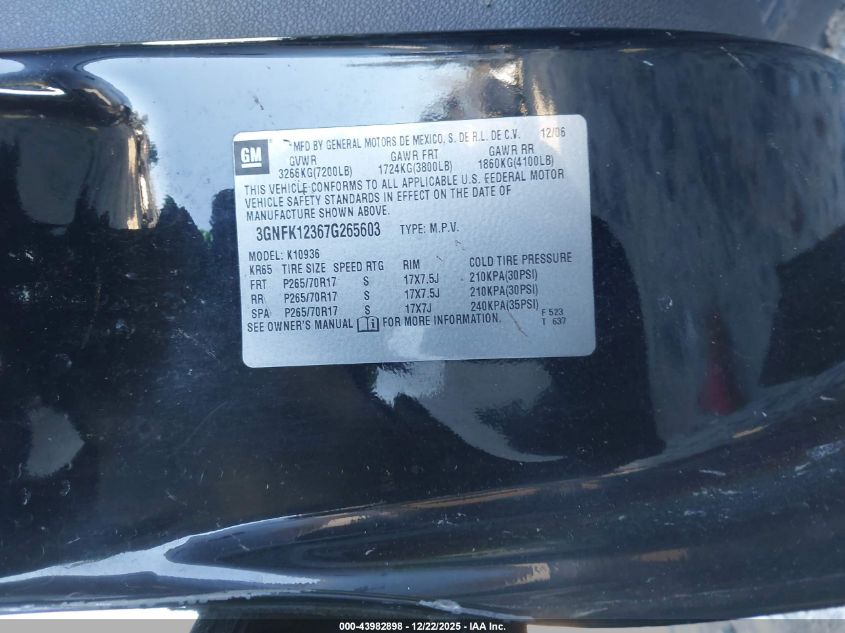 GM
MFD BY GENERAL MOTORS DE MEXICO, S. DE R.L. DE C.V. 12/06
GVWR GAWR FRT GAWR RR
3266KG(7200LB) 1724KG(3800LB) 1860KG(4100LB)
THIS VEHICLE CONFORMS TO ALL APPLICABLE U.S. FEDERAL MOTOR
VEHICLE SAFETY STANDARDS IN EFFECT ON THE DATE OF
MANUFACTURE SHOWN ABOVE.
3GNFK12367G265603 TYPE: M.P.V.
MODEL: K10936
KR65 TIRE SIZE SPEED RTG RIM COLD TIRE PRESSURE
FRT P265/70R17 S 17X7.5J 210KPA(30PSI)
RR P265/70R17 S 17X7.5J 210KPA(30PSI)
SPA P265/70R17 S 17X7J 240KPA(35PSI)
SEE OWNER'S MANUAL FOR MORE INFORMATION.
F 523
T 637
000-43982898 - 12/22/2025 - IAA Inc.